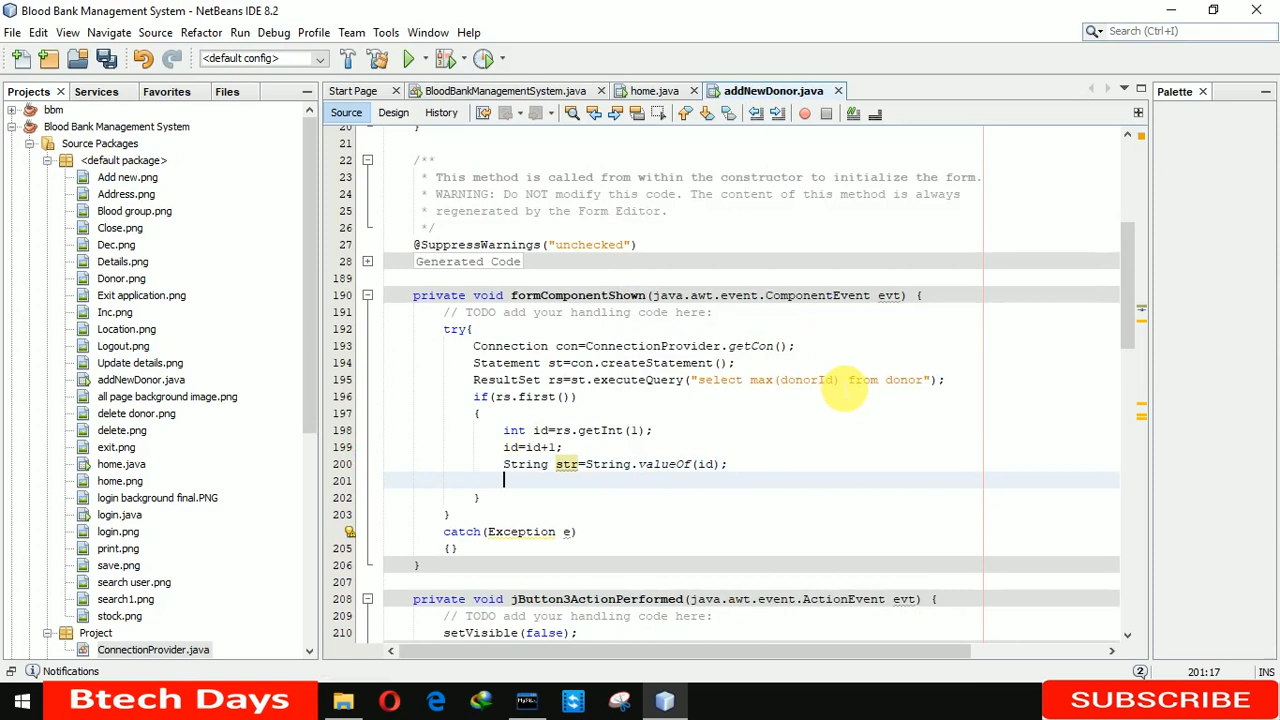 Blood Bank Management System - NetBeans IDE 8.2
File Edit View Navigate Source Refactor Run Debug Profile Team Tools Window Help
Search (Ctrl+I)
<default config>
Projects Services Favorites Files
Start Page BloodBankManagementSystem.java home.java addNewDonor.java
Palette
Source Design History
bbm
Blood Bank Management System
Source Packages
<default package>
Add new.png
Address.png
Blood group.png
Close.png
Dec.png
Details.png
Donor.png
Exit application.png
Inc.png
Location.png
Logout.png
Update details.png
addNewDonor.java
all page background image.png
delete donor.png
delete.png
exit.png
home.java
home.png
login background final.PNG
login.java
login.png
print.png
save.png
search user.png
search1.png
stock.png
Project
ConnectionProvider.java
20 }
21
22 /**
23 * This method is called from within the constructor to initialize the form.
24 * WARNING: Do NOT modify this code. The content of this method is always
25 * regenerated by the Form Editor.
26 */
27 @SuppressWarnings("unchecked")
28 Generated Code
189
190 private void formComponentShown(java.awt.event.ComponentEvent evt) {
191 // TODO add your handling code here:
192 try{
193 Connection con=ConnectionProvider.getCon();
194 Statement st=con.createStatement();
195 ResultSet rs=st.executeQuery("select max(donorId) from donor");
196 if(rs.first())
197 {
198 int id=rs.getInt(1);
199 id=id+1;
200 String str=String.valueOf(id);
201
202 }
203 }
catch(Exception e)
205 {}
206 }
207
208 private void jButton3ActionPerformed(java.awt.event.ActionEvent evt) {
209 // TODO add your handling code here:
210 setVisible(false);
Notifications
2
201:17
INS
Btech Days
SUBSCRIBE